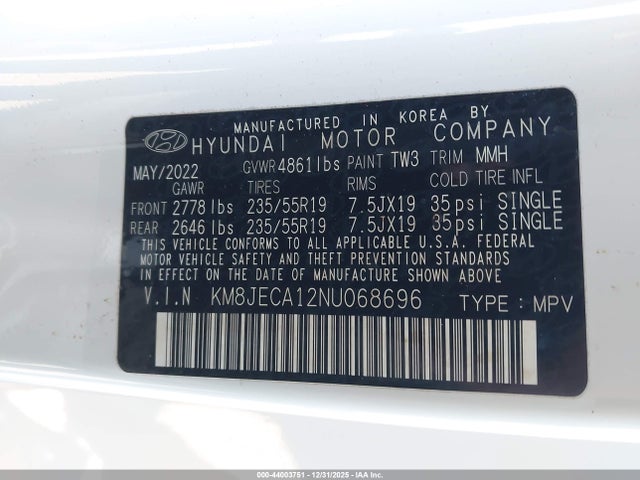 MANUFACTURED IN KOREA BY
HYUNDAI MOTOR COMPANY
MAY/2022 GVWR 4861lbs PAINT TW3 TRIM MMH
GAWR TIRES RIMS COLD TIRE INFL
FRONT 2778 lbs 235/55R19 7.5JX19 35psi SINGLE
REAR 2646 lbs 235/55R19 7.5JX19 35psi SINGLE
THIS VEHICLE CONFORMS TO ALL APPLICABLE U.S.A. FEDERAL
MOTOR VEHICLE SAFETY, BUMPER, AND THEFT PREVENTION STANDARDS
IN EFFECT ON THE DATE OF MANUFACTURE SHOWN ABOVE.
V.I.N KM8JECA12NU068696 TYPE : MPV
000-44003751 - 12/31/2025 - IAA Inc.